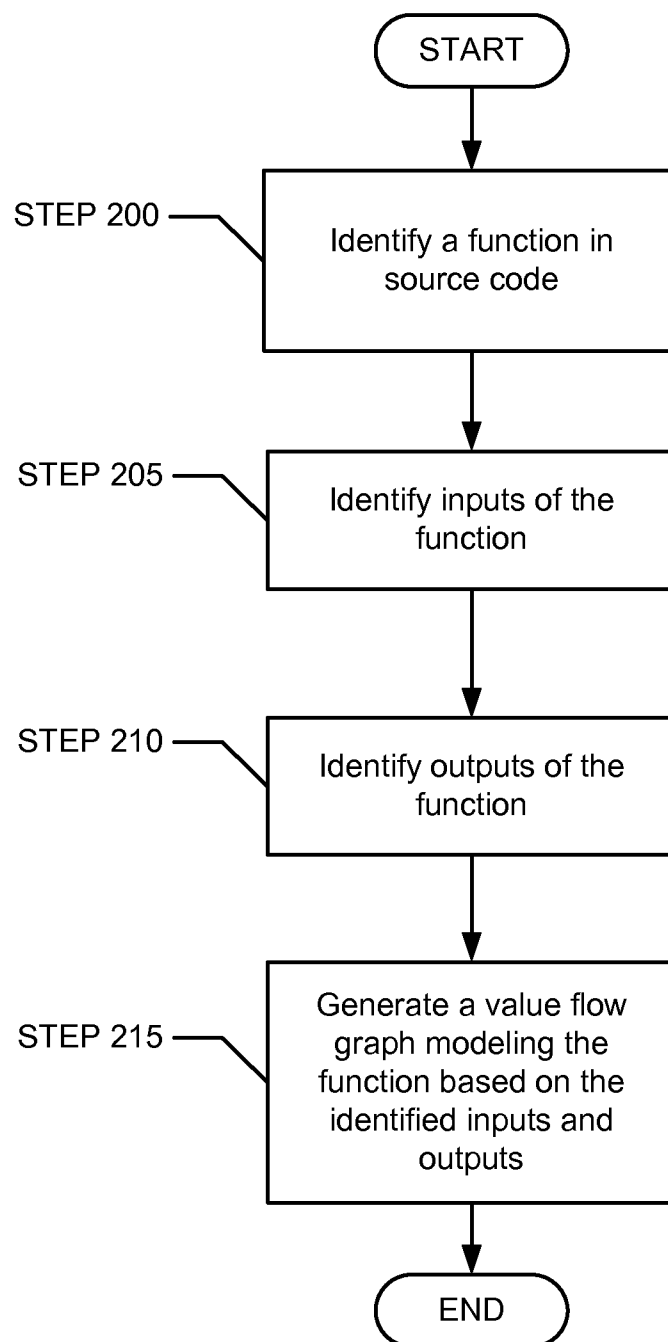 START
STEP 200
Identify a function in
source code
STEP 205
Identify inputs of the
function
STEP 210
Identify outputs of the
function
STEP 215
Generate a value flow
graph modeling the
function based on the
identified inputs and
outputs
END